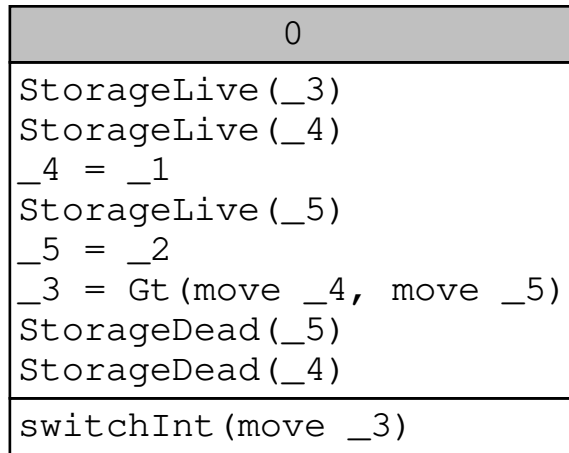 0
StorageLive(_3)
StorageLive(_4)
_4 = _1
StorageLive(_5)
_5 = _2
_3 = Gt(move _4, move _5)
StorageDead(_5)
StorageDead(_4)
switchInt(move _3)